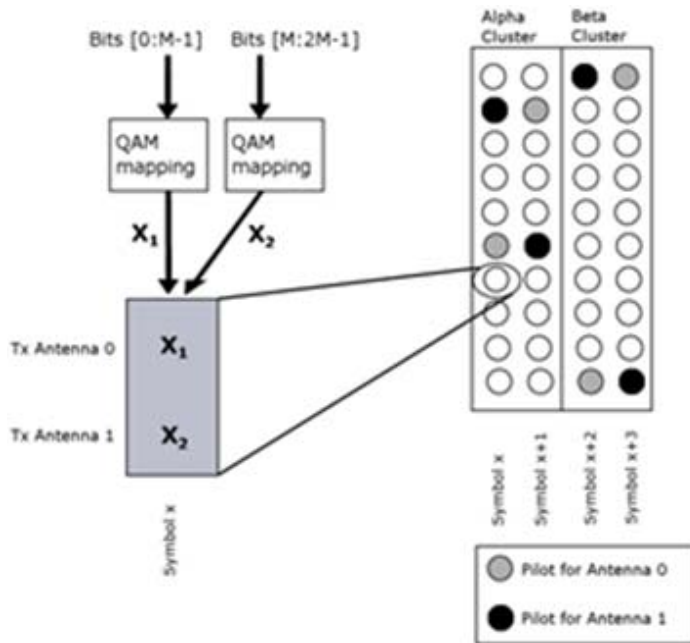 Alpha Cluster
Beta Cluster
Bits [0:M-1]
Bits [M:2M-1]
QAM mapping
QAM mapping
X1
X2
Tx Antenna 0
X1
Tx Antenna 1
X2
Symbol x
Symbol x
Symbol x+1
Symbol x+2
Symbol x+3
Pilot for Antenna 0
Pilot for Antenna 1